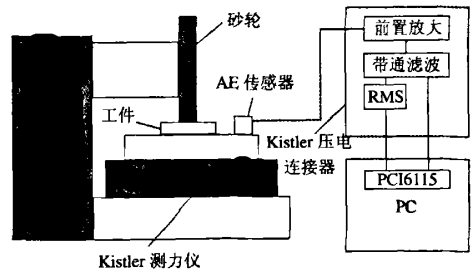 砂轮
前置放大
带通滤波
AE 传感器
RMS
工件
Kistler 压电
连接器
PCI6115
PC
Kistler 测力仪